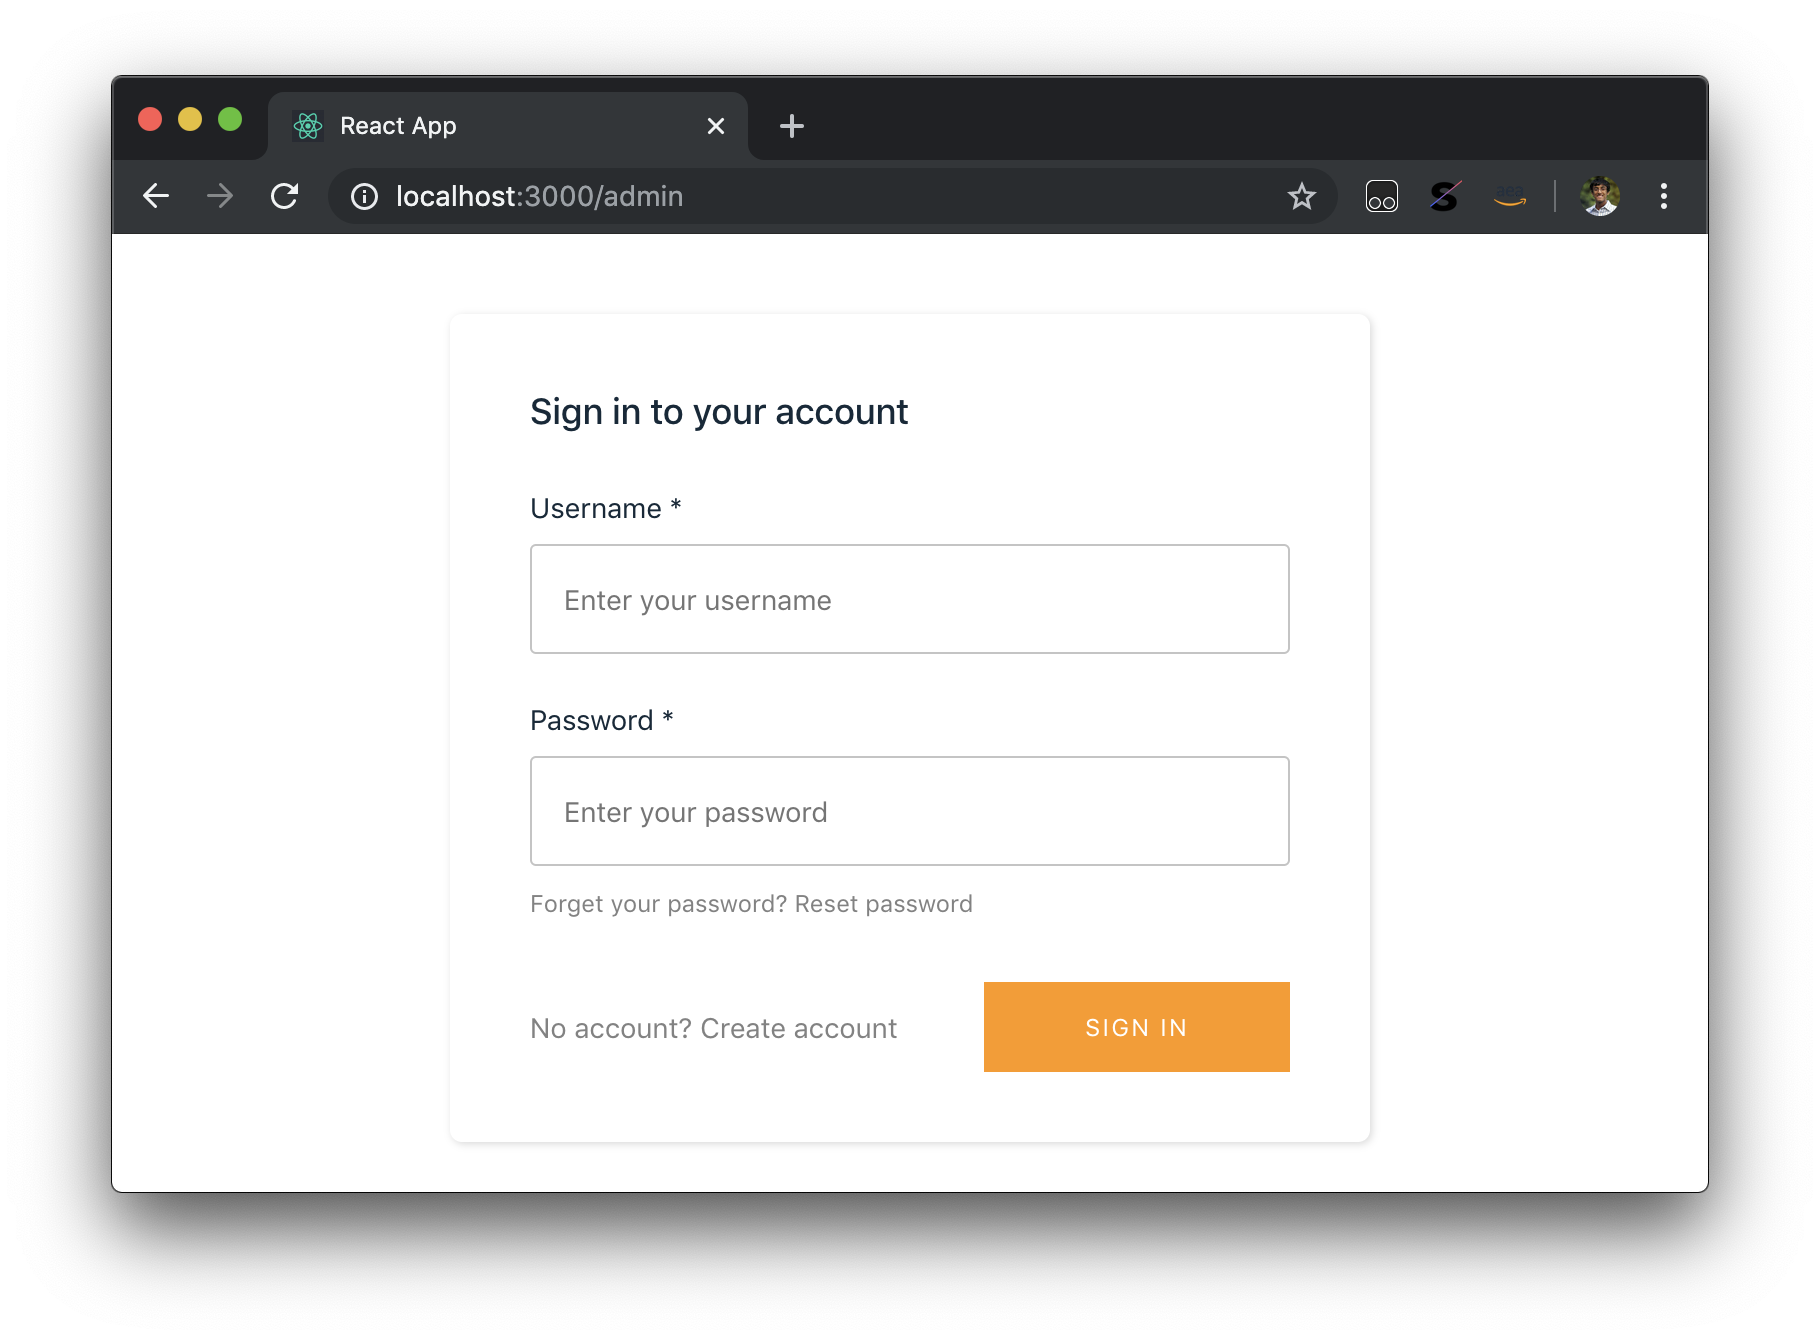 React App
localhost:3000/admin
aea
Sign in to your account
Username *
Enter your username
Password *
Enter your password
Forget your password? Reset password
No account? Create account
SIGN IN